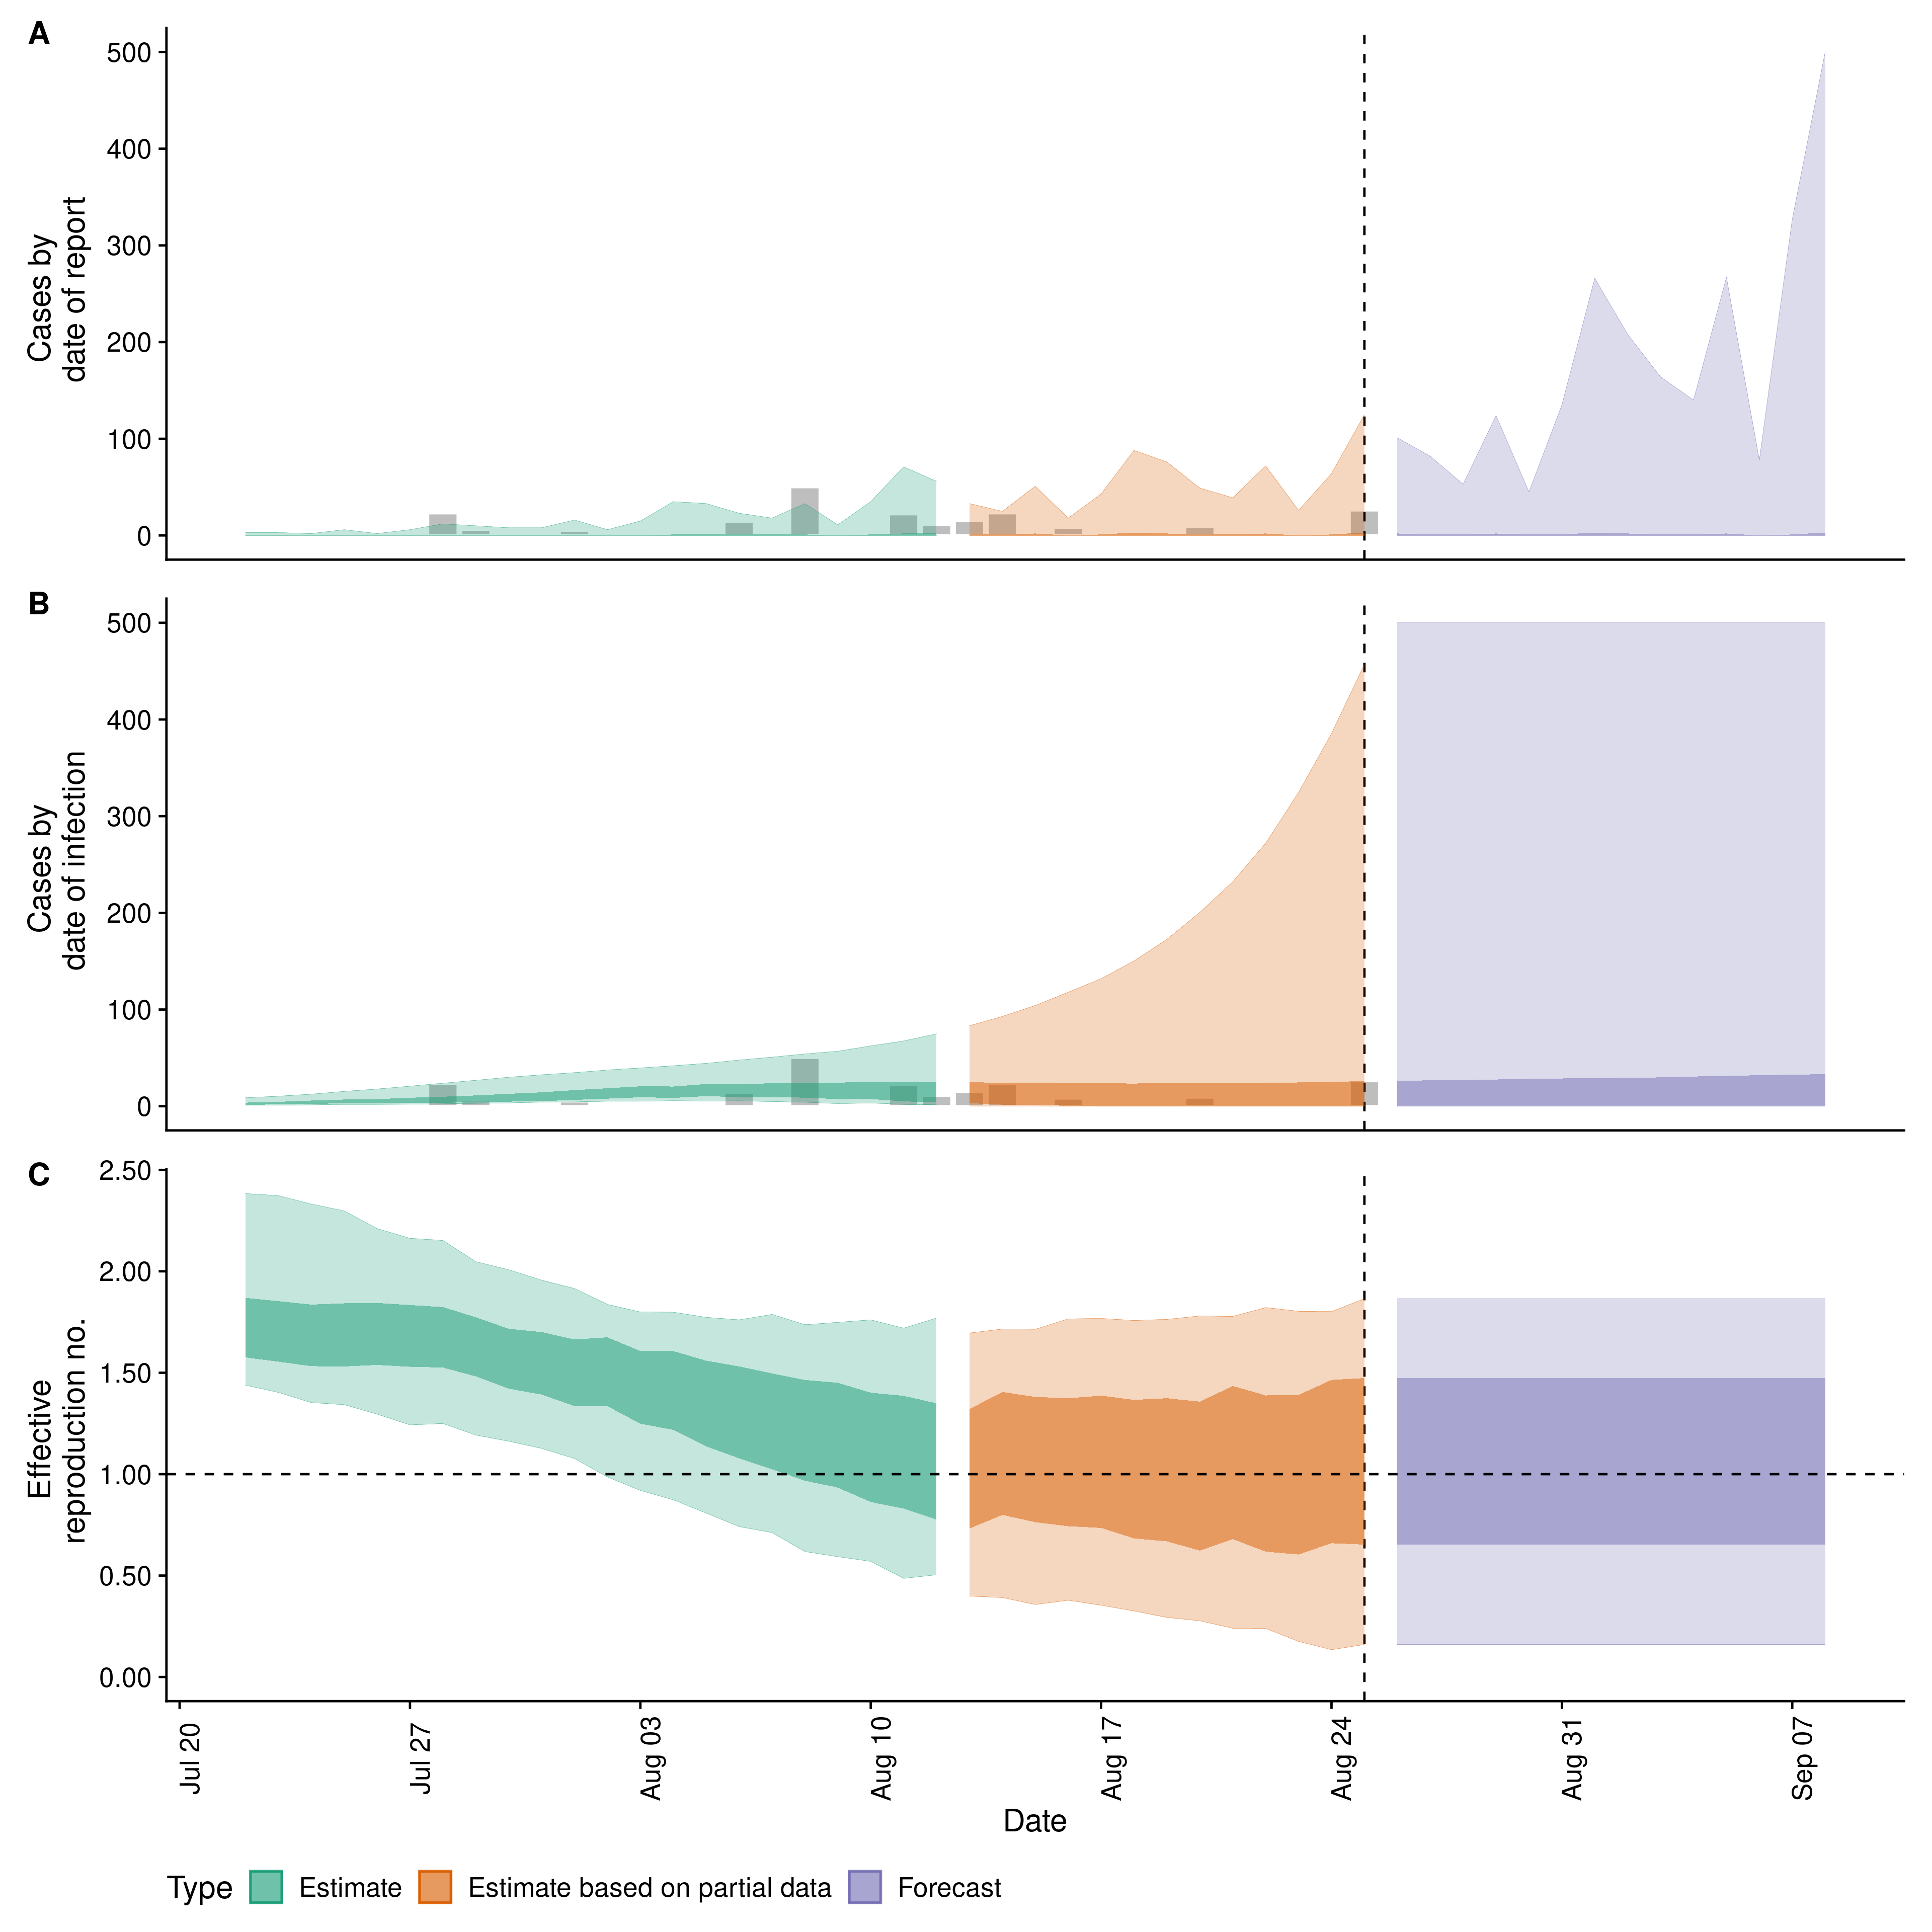 A
500
400
300
200
100
0
Cases by
date of report
B
500
400
300
200
100
0
Cases by
date of infection
C
2.50
2.00
1.50
1.00
0.50
0.00
Effective
reproduction no.
Jul 20
Jul 27
Aug 03
Aug 10
Aug 17
Aug 24
Aug 31
Sep 07
Date
Type Estimate Estimate based on partial data Forecast